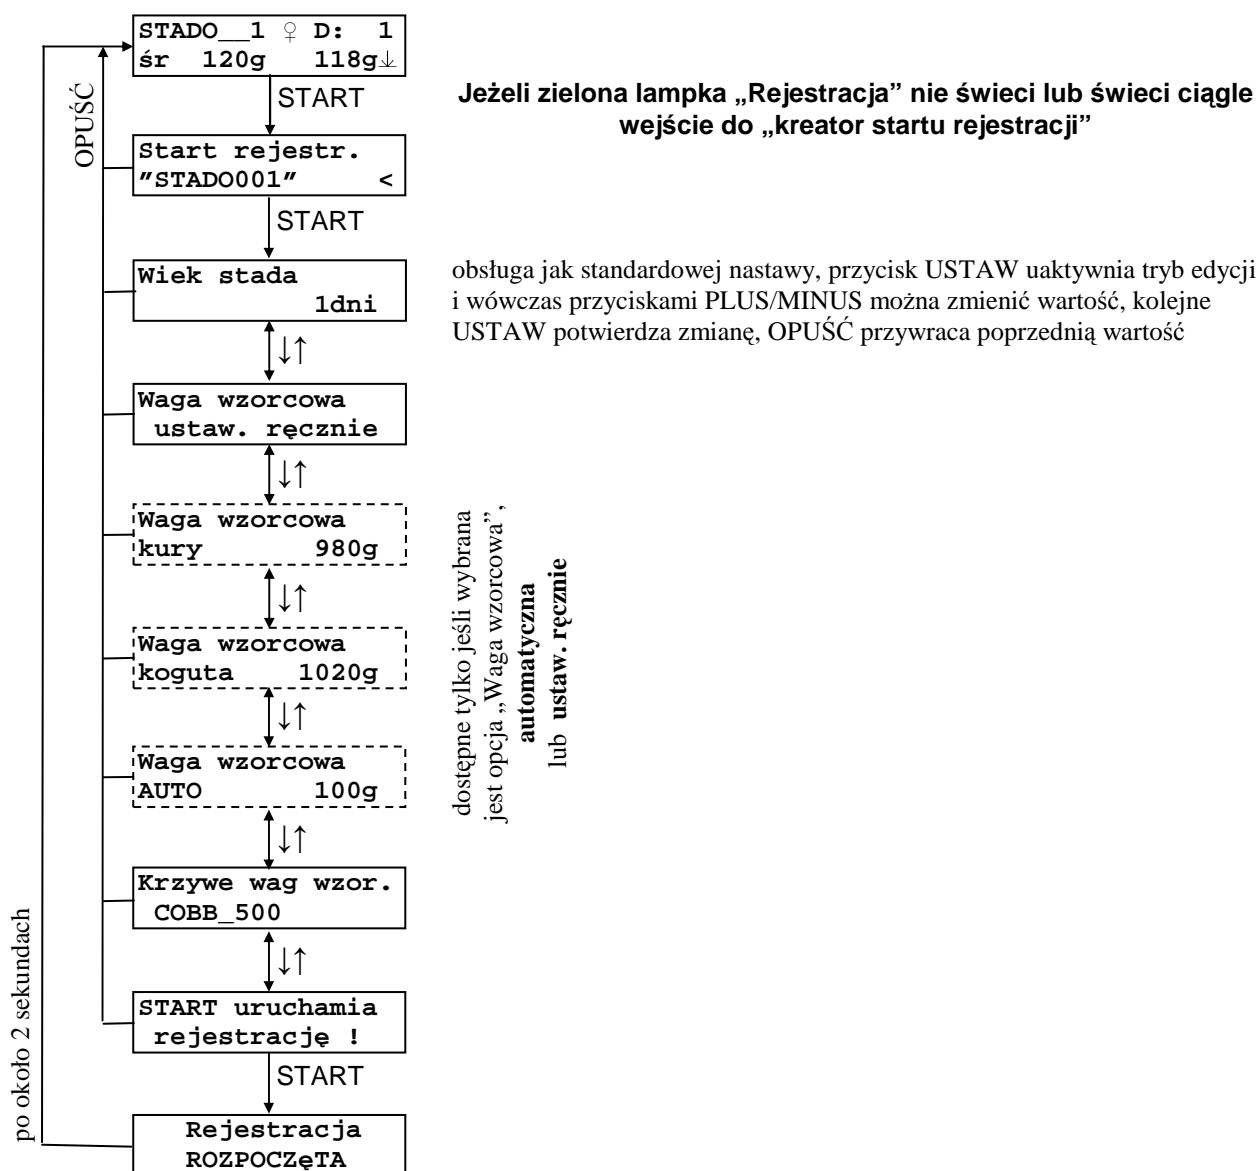 STADO__1 ♀ D: 1
śr 120g 118g↓
OPUŚĆ
START
Jeżeli zielona lampka „Rejestracja” nie świeci lub świeci ciągle
wejście do „kreator startu rejestracji”
Start rejestr.
”STADO001” <
START
Wiek stada
1dni
obsługa jak standardowej nastawy, przycisk USTAW uaktywnia tryb edycji
i wówczas przyciskami PLUS/MINUS można zmienić wartość, kolejne
USTAW potwierdza zmianę, OPUŚĆ przywraca poprzednią wartość
↓↑
Waga wzorcowa
ustaw. ręcznie
↓↑
Waga wzorcowa
kury 980g
↓↑
Waga wzorcowa
koguta 1020g
↓↑
Waga wzorcowa
AUTO 100g
dostępne tylko jeśli wybrana
jest opcja „Waga wzorcowa”,
automatyczna
lub ustaw. ręcznie
↓↑
Krzywe wag wzor.
COBB_500
↓↑
START uruchamia
rejestrację !
START
Rejestracja
ROZPOCZęTA
po około 2 sekundach